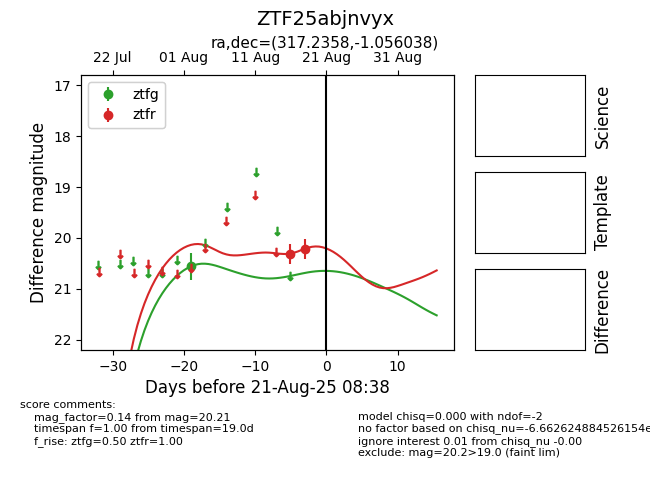 ZTF25abjnvyx
ra,dec=(317.2358,-1.056038)
22 Jul 01 Aug 11 Aug 21 Aug 31 Aug
ztfg
ztfr
17
18
19
20
21
22
Difference magnitude
−30 −20 −10 0 10
Days before 21-Aug-25 08:38
Science
Template
Difference
score comments:
mag_factor=0.14 from mag=20.21
timespan f=1.00 from timespan=19.0d
f_rise: ztfg=0.50 ztfr=1.00
model chisq=0.000 with ndof=-2
no factor based on chisq_nu=-6.662624884526154e
ignore interest 0.01 from chisq_nu -0.00
exclude: mag=20.2>19.0 (faint lim)